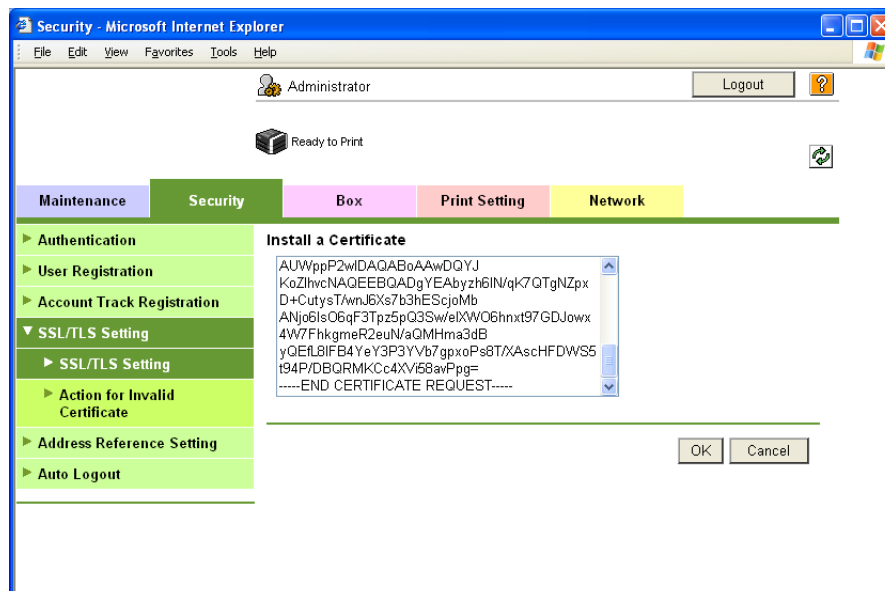 Security - Microsoft Internet Explorer
File Edit View Favorites Tools Help
Administrator
Logout
?
Ready to Print
Maintenance Security Box Print Setting Network
Authentication
User Registration
Account Track Registration
SSL/TLS Setting
SSL/TLS Setting
Action for Invalid
Certificate
Address Reference Setting
Auto Logout
Install a Certificate
AUWppP2wIDAQABoAAwDQYJ
KoZIhvcNAQEEBQADgYEAbyzh6IN/qK7QTgNZpx
D+CutysT/wnJ6Xs7b3hEScjoMb
ANjo6IsO6qF3Tpz5pQ3Sw/eIXWO6hnxt97GDJowx
4W7FhkgmeR2euN/aQMHma3dB
yQEfL8IFB4YeY3P3YVb7gpxoPs8T/XAscHFDWS5
t94P/DBQRMKCc4XVi58avPpg=
-----END CERTIFICATE REQUEST-----
OK Cancel